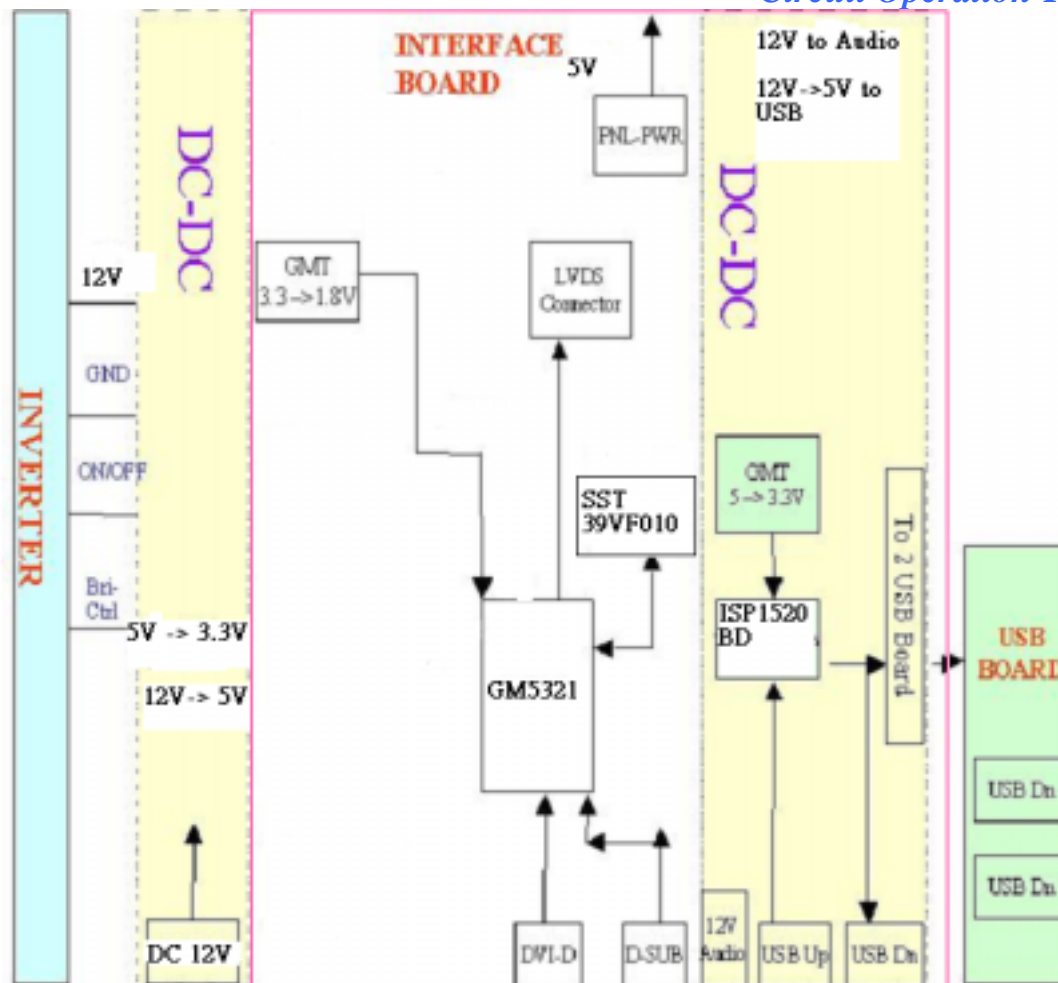 Circuit Operation T
INTERFACE
BOARD
5V
PNL-PWR
12V to Audio
12V->5V to
USB
DC-DC
DC-DC
12V
GND
ON/OFF
Bri-
Ctrl
INVERTER
GMT
3.3->1.8V
LVDS
Connector
SST
39VF010
GMT
5->3.3V
ISP1520
BD
To 2 USB Board
USB
BOARD
5V -> 3.3V
12V-> 5V
GM5321
USB Dn
USB Dn
DC 12V
DVI-D
D-SUB
12V
Audio
USB Up
USB Dn